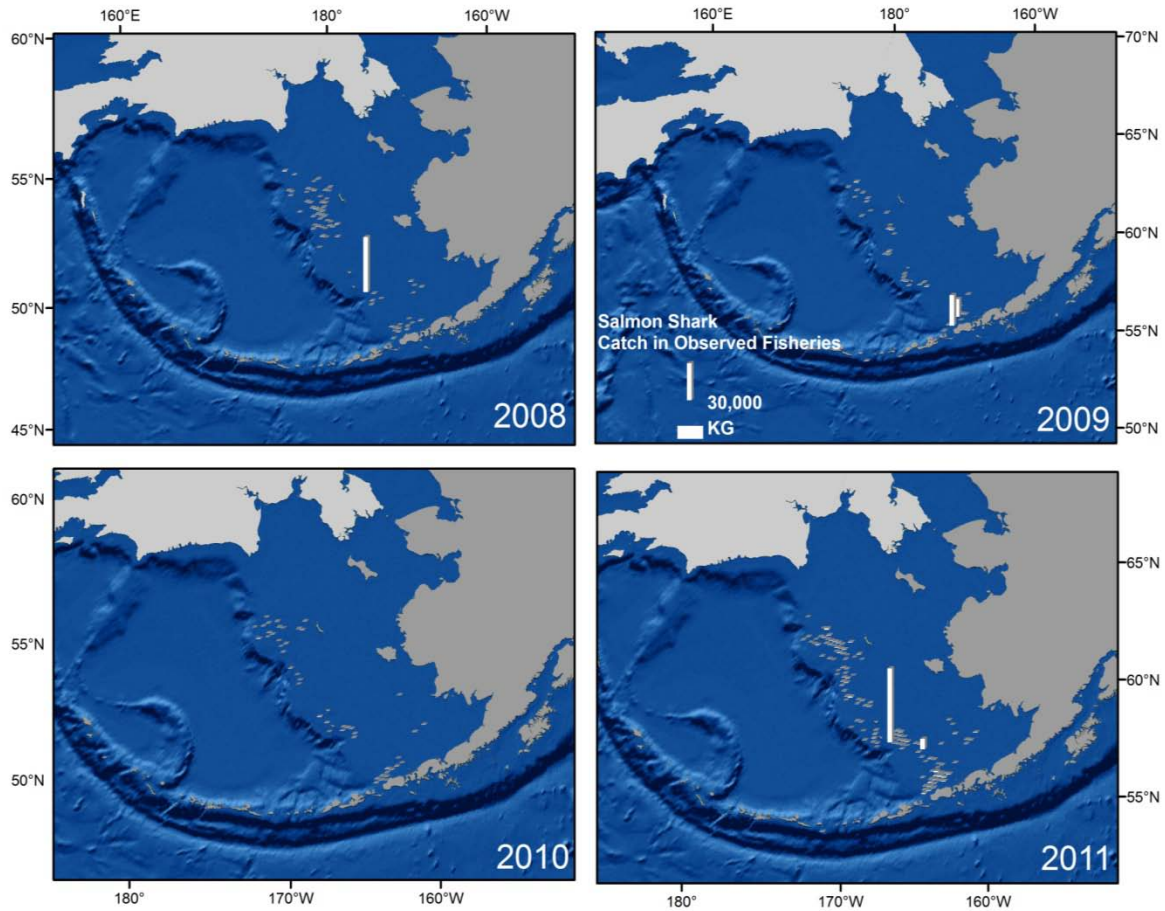 160°E 180° 160°W
180° 160°W
160°E
60°N
55°N
50°N
45°N
2008
70°N
65°N
60°N
55°N
50°N
Salmon Shark
Catch in Observed Fisheries
30,000
KG
2009
60°N
55°N
50°N
2010
180° 170°W 160°W
65°N
60°N
55°N
2011
180° 170°W 160°W